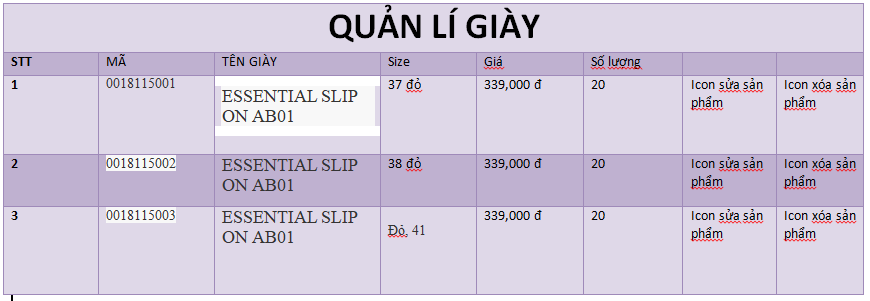 QUẢN LÍ GIÀY
STT MÃ TÊN GIÀY Size Giá Số lượng
1 0018115001 ESSENTIAL SLIP ON AB01 37 đỏ 339,000 đ 20 Icon sửa sản phẩm Icon xóa sản phẩm
2 0018115002 ESSENTIAL SLIP ON AB01 38 đỏ 339,000 đ 20 Icon sửa sản phẩm Icon xóa sản phẩm
3 0018115003 ESSENTIAL SLIP ON AB01 Đỏ, 41 339,000 đ 20 Icon sửa sản phẩm Icon xóa sản phẩm